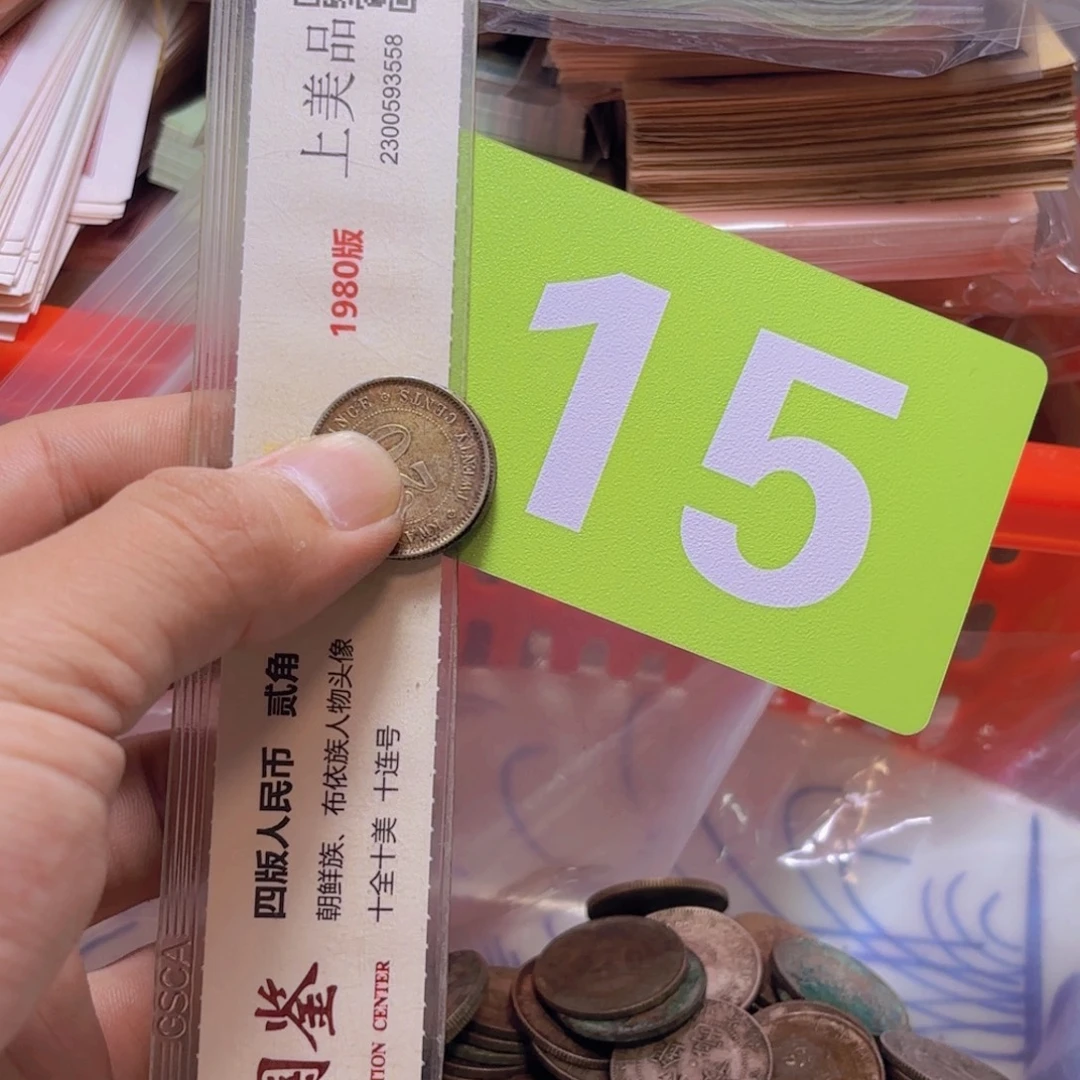 上美品
2300593558
1980版
四版人民币 贰角
朝鲜族、布依族人物头像
十全十美 十连号
国鉴
TION CENTER
GSCA
TWENTY CENTS
20
15